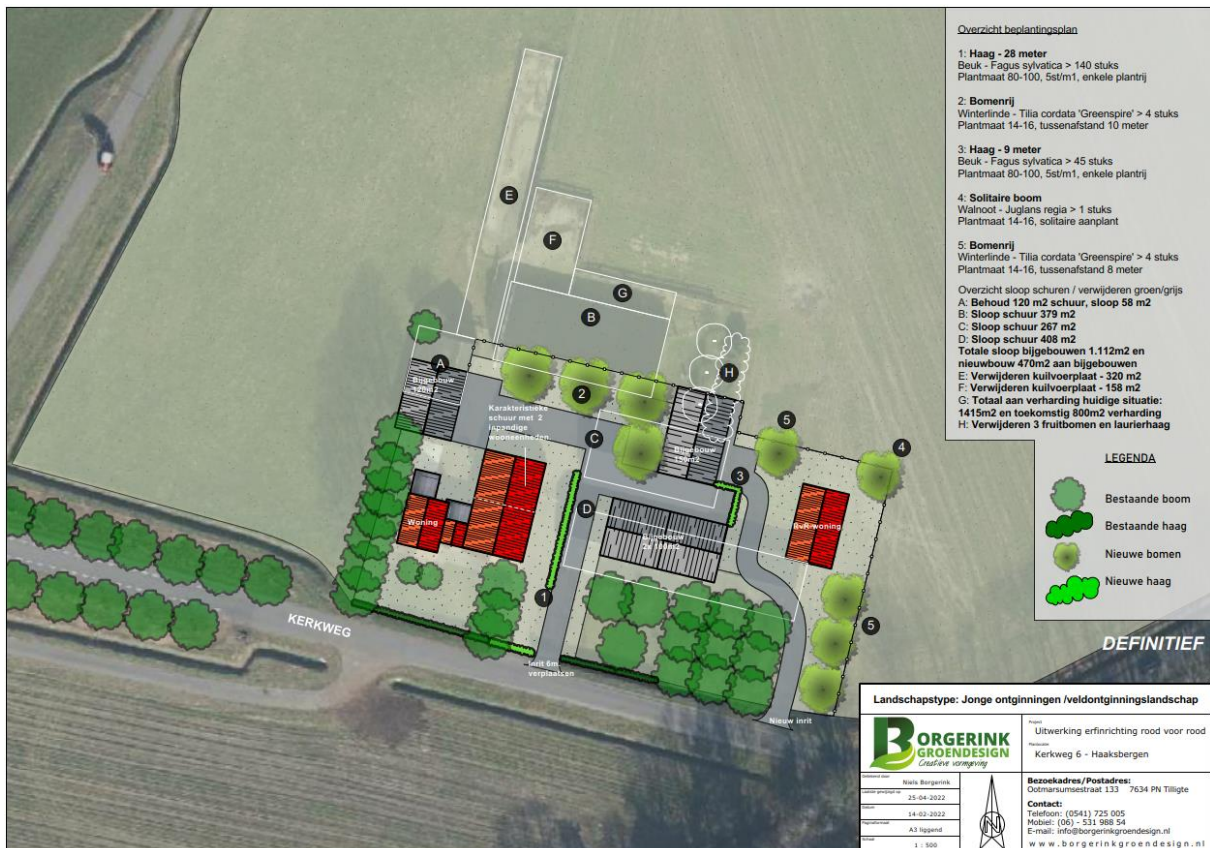 Overzicht beplantingsplan
1: Haag - 28 meter
Beuk - Fagus sylvatica > 140 stuks
Plantmaat 80-100, 5st/m1, enkele plantrij
2: Bomenrij
Winterlinde - Tilia cordata 'Greenspire' > 4 stuks
Plantmaat 14-16, tussenafstand 10 meter
3: Haag - 9 meter
Beuk - Fagus sylvatica > 45 stuks
Plantmaat 80-100, 5st/m1, enkele plantrij
4: Solitaire boom
Walnoot - Juglans regia > 1 stuks
Plantmaat 14-16, solitaire aanplant
5: Bomenrij
Winterlinde - Tilia cordata 'Greenspire' > 4 stuks
Plantmaat 14-16, tussenafstand 8 meter
Overzicht sloop schuren / verwijderen groen/grijs
A: Behoud 120 m2 schuur, sloop 58 m2
B: Sloop schuur 379 m2
C: Sloop schuur 267 m2
D: Sloop schuur 408 m2
Totale sloop bijgebouwen 1.112m2 en
nieuwbouw 470m2 aan bijgebouwen
E: Verwijderen kuilvoerplaat - 320 m2
F: Verwijderen kuilvoerplaat - 158 m2
G: Totaal aan verharding huidige situatie:
1415m2 en toekomstig 800m2 verharding
H: Verwijderen 3 fruitbomen en laurierhaag
LEGENDA
Bestaande boom
Bestaande haag
Nieuwe bomen
Nieuwe haag
DEFINITIEF
E
F
G
B
A
H
Bijgebouw
120m2
2
Karakteristieke
schuur met 2
inpandige
wooneenheden.
C
Bijgebouw
150m2
5
4
3
D
Woning
Bijgebouw
2x 100m2
RvR woning
1
5
KERKWEG
Inrit 6m.
verplaatsen
Nieuw inrit
Landschapstype: Jonge ontginningen /veldontginningslandschap
BORGERINK
GROENDESIGN
Creatieve vormgeving
Project
Uitwerking erfinrichting rood voor rood
Kerkweg 6 - Haaksbergen
Niels Borgerink
25-04-2022
Datum
14-02-2022
A3 liggend
Schaal
1 : 500
N
Bezoekadres/Postadres:
Ootmarsumsestraat 133 7634 PN Tilligte
Contact:
Telefoon: (0541) 725 005
Mobiel: (06) - 531 988 54
E-mail: info@borgerinkgroendesign.nl
www.borgerinkgroendesign.nl